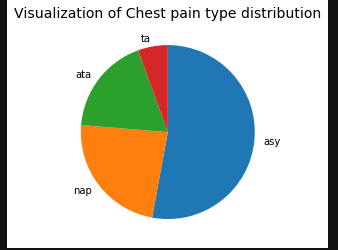 Visualization of Chest pain type distribution
ta
ata
asy
nap